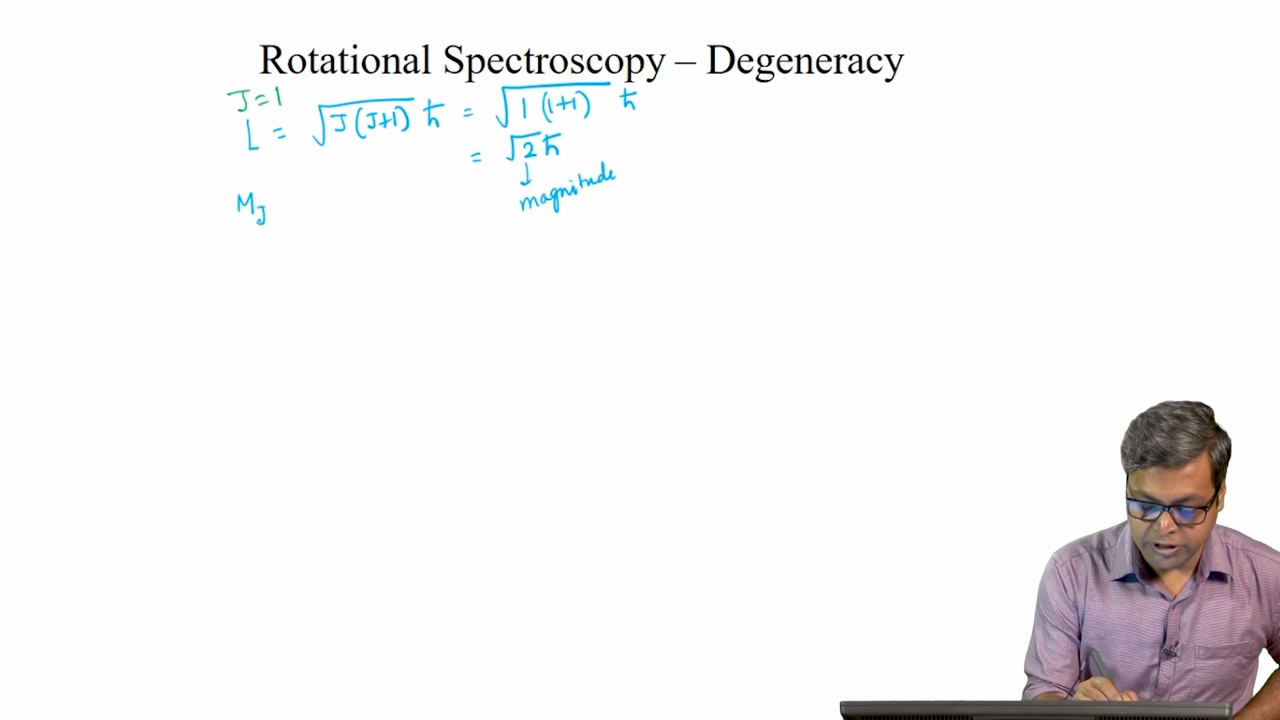 Rotational Spectroscopy – Degeneracy
J=1
L = √J(J+1) ħ = √1(1+1) ħ
= √2 ħ
↓
magnitude
M_J